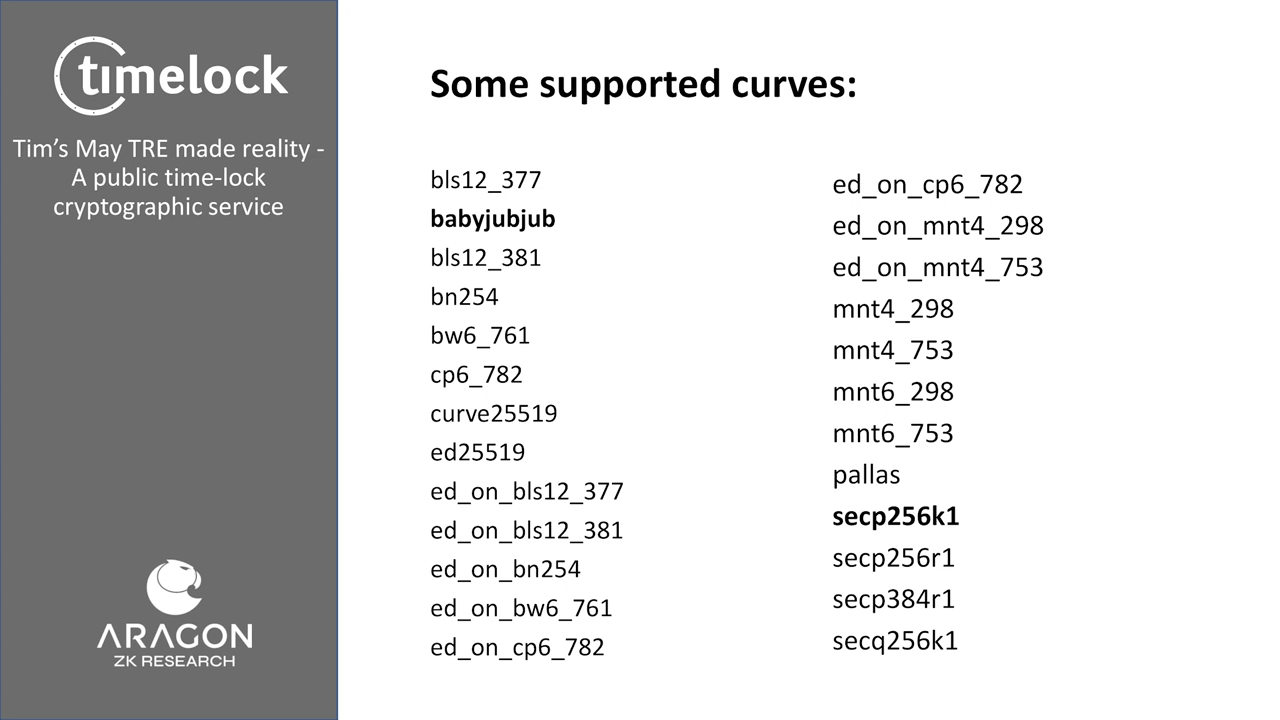 timelock
Tim’s May TRE made reality -
A public time-lock
cryptographic service
ARAGON
ZK RESEARCH
Some supported curves:
bls12_377
babyjubjub
bls12_381
bn254
bw6_761
cp6_782
curve25519
ed25519
ed_on_bls12_377
ed_on_bls12_381
ed_on_bn254
ed_on_bw6_761
ed_on_cp6_782
ed_on_cp6_782
ed_on_mnt4_298
ed_on_mnt4_753
mnt4_298
mnt4_753
mnt6_298
mnt6_753
pallas
secp256k1
secp256r1
secp384r1
secq256k1